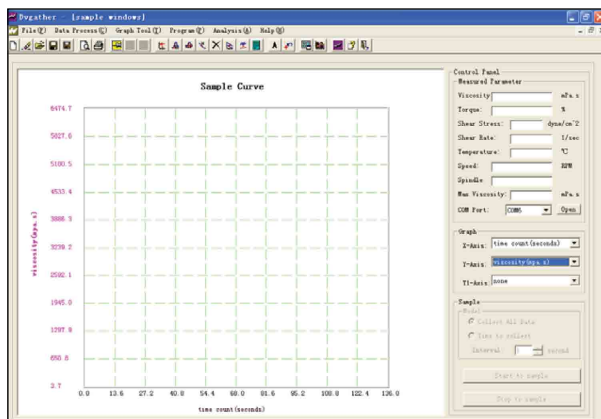 Dvgather - [sample windows]
File(F) Data Process(C) Graph Tool(T) Program(P) Analysis(A) Help(H)
Sample Curve
6474.7
5827.6
5180.5
4533.4
3886.3
3239.2
2592.1
1945.0
1297.9
650.8
3.7
viscosity(mpa.s)
0.0 13.6 27.2 40.8 54.4 68.0 81.6 95.2 108.8 122.4 136.0
time count(seconds)
Control Panel
Measured Parameter
Viscosity mPa.s
Torque: %
Shear Stress: dyne/cm^2
Shear Rate: 1/sec
Temperature: ℃
Speed: RPM
Spindle:
Max Viscosity: mPa.s
COM Port: COM5 Open
Graph
X-Axis: time count(seconds)
Y-Axis: viscosity(mpa.s)
Y1-Axis: none
Sample
Model
Collect All Data
Time to collect
Interval second
Start to sample
Stop to sample